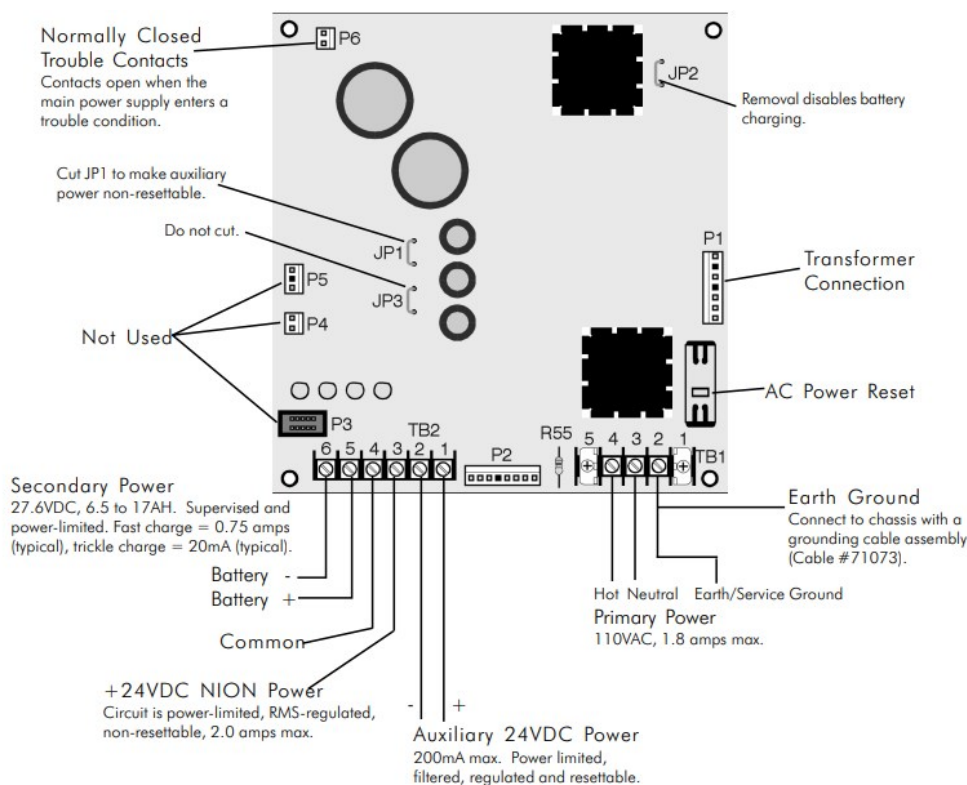 Normally Closed
Trouble Contacts
Contacts open when the
main power supply enters a
trouble condition.
P6
JP2
Removal disables battery
charging.
Cut JP1 to make auxiliary
power non-resettable.
Do not cut.
JP1
JP3
P5
P4
Not Used
P3
P1
Transformer
Connection
AC Power Reset
TB2
6 5 4 3 2 1
P2
R55
5 4 3 2 1
TB1
Secondary Power
27.6VDC, 6.5 to 17AH. Supervised and
power-limited. Fast charge = 0.75 amps
(typical), trickle charge = 20mA (typical).
Battery -
Battery +
Common
+24VDC NION Power
Circuit is power-limited, RMS-regulated,
non-resettable, 2.0 amps max.
- +
Auxiliary 24VDC Power
200mA max. Power limited,
filtered, regulated and resettable.
Earth Ground
Connect to chassis with a
grounding cable assembly
(Cable #71073).
Hot Neutral Earth/Service Ground
Primary Power
110VAC, 1.8 amps max.